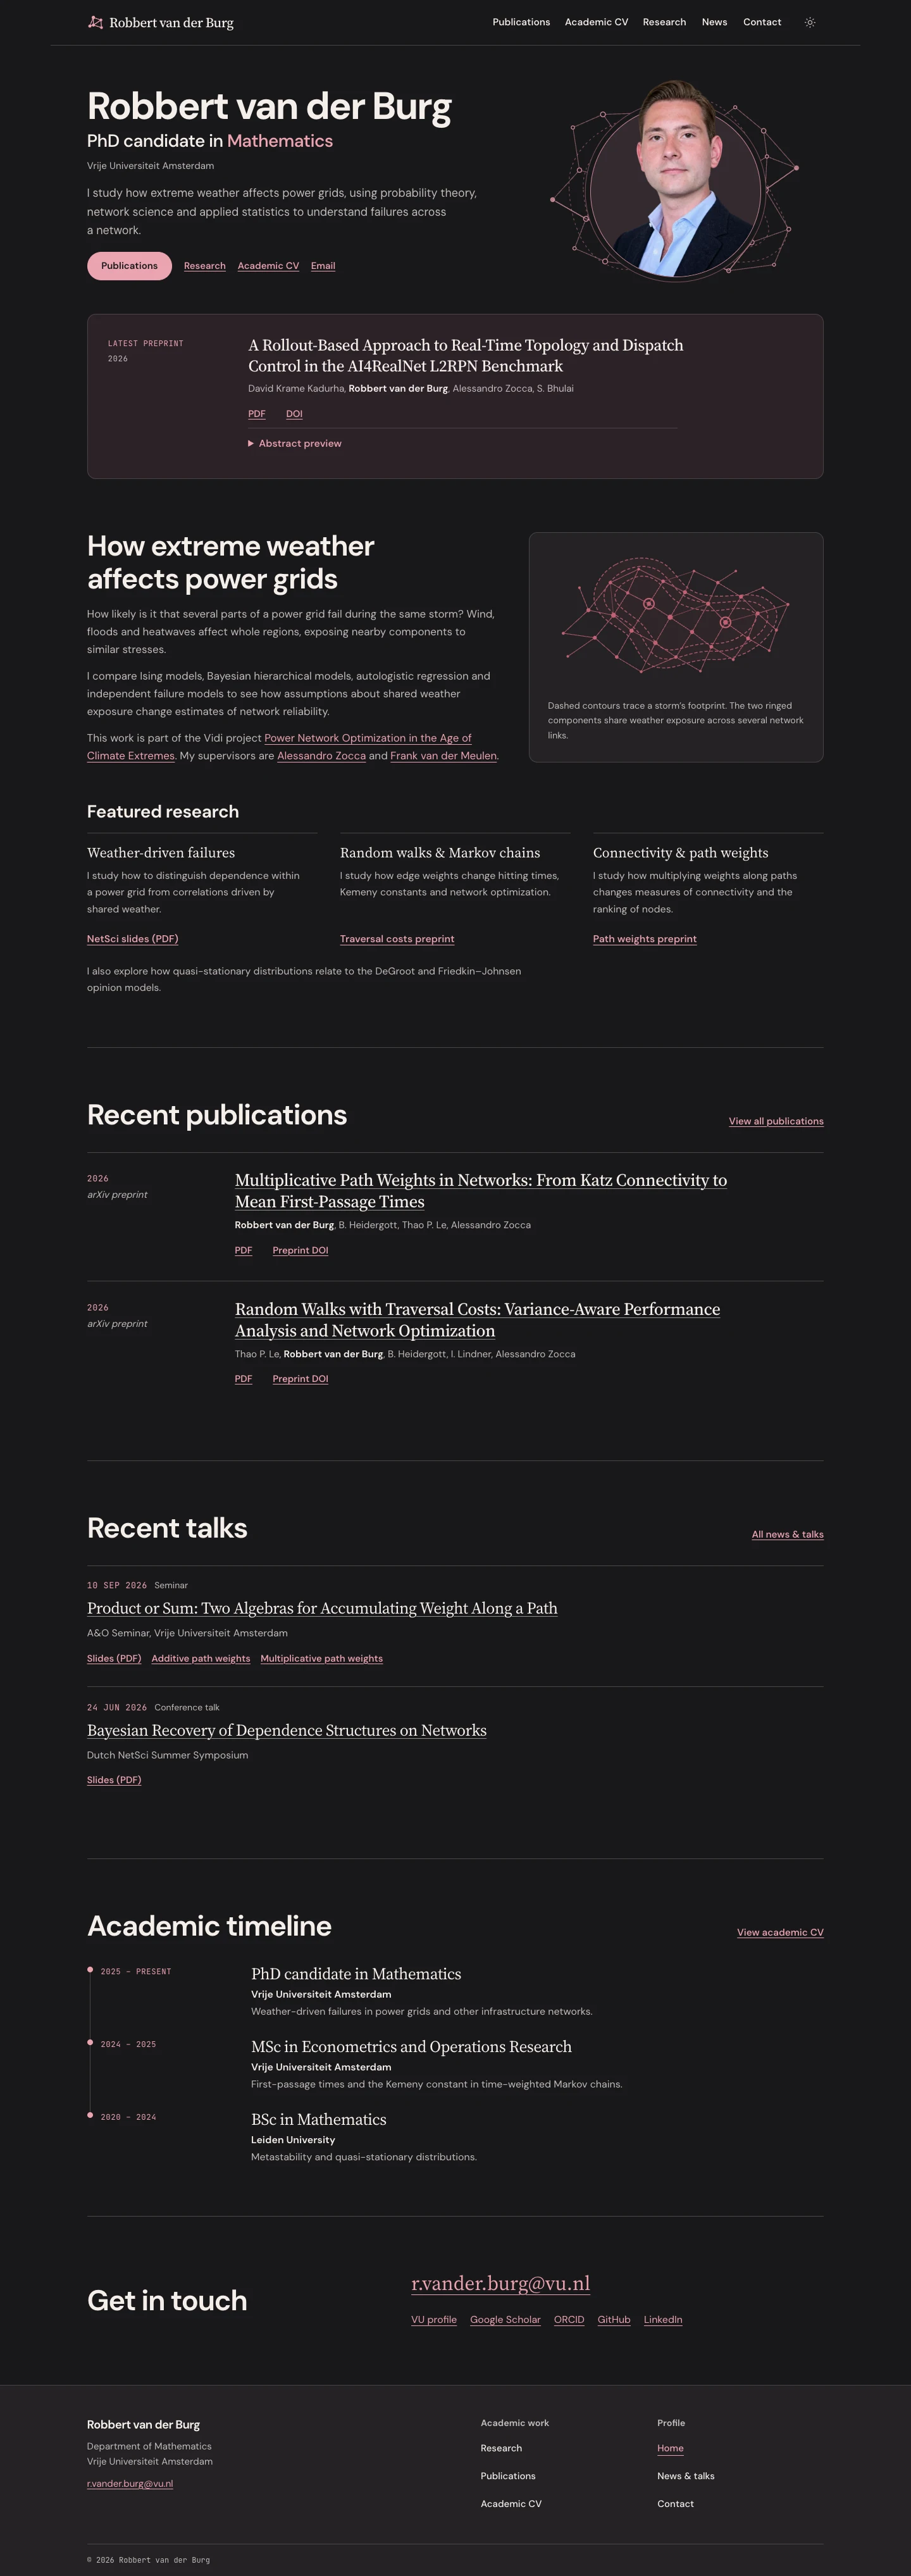 Robbert van der Burg
Publications Academic CV Research News Contact
Robbert van der Burg
PhD candidate in Mathematics
Vrije Universiteit Amsterdam
I study how extreme weather affects power grids, using probability theory,
network science and applied statistics to understand failures across
a network.
Publications Research Academic CV Email
LATEST PREPRINT
2026
A Rollout-Based Approach to Real-Time Topology and Dispatch
Control in the AI4RealNet L2RPN Benchmark
David Krame Kadurha, Robbert van der Burg, Alessandro Zocca, S. Bhulai
PDF DOI
Abstract preview
How extreme weather
affects power grids
How likely is it that several parts of a power grid fail during the same storm? Wind,
floods and heatwaves affect whole regions, exposing nearby components to
similar stresses.
I compare Ising models, Bayesian hierarchical models, autologistic regression and
independent failure models to see how assumptions about shared weather
exposure change estimates of network reliability.
This work is part of the Vidi project Power Network Optimization in the Age of
Climate Extremes. My supervisors are Alessandro Zocca and Frank van der Meulen.
Dashed contours trace a storm's footprint. The two ringed
components share weather exposure across several network
links.
Featured research
Weather-driven failures
I study how to distinguish dependence within
a power grid from correlations driven by
shared weather.
NetSci slides (PDF)
Random walks & Markov chains
I study how edge weights change hitting times,
Kemeny constants and network optimization.
Traversal costs preprint
Connectivity & path weights
I study how multiplying weights along paths
changes measures of connectivity and the
ranking of nodes.
Path weights preprint
I also explore how quasi-stationary distributions relate to the DeGroot and Friedkin–Johnsen
opinion models.
Recent publications
View all publications
2026
arXiv preprint
Multiplicative Path Weights in Networks: From Katz Connectivity to
Mean First-Passage Times
Robbert van der Burg, B. Heidergott, Thao P. Le, Alessandro Zocca
PDF Preprint DOI
2026
arXiv preprint
Random Walks with Traversal Costs: Variance-Aware Performance
Analysis and Network Optimization
Thao P. Le, Robbert van der Burg, B. Heidergott, I. Lindner, Alessandro Zocca
PDF Preprint DOI
Recent talks
All news & talks
10 SEP 2026 Seminar
Product or Sum: Two Algebras for Accumulating Weight Along a Path
A&O Seminar, Vrije Universiteit Amsterdam
Slides (PDF) Additive path weights Multiplicative path weights
24 JUN 2026 Conference talk
Bayesian Recovery of Dependence Structures on Networks
Dutch NetSci Summer Symposium
Slides (PDF)
Academic timeline
View academic CV
2025 – PRESENT
PhD candidate in Mathematics
Vrije Universiteit Amsterdam
Weather-driven failures in power grids and other infrastructure networks.
2024 – 2025
MSc in Econometrics and Operations Research
Vrije Universiteit Amsterdam
First-passage times and the Kemeny constant in time-weighted Markov chains.
2020 – 2024
BSc in Mathematics
Leiden University
Metastability and quasi-stationary distributions.
Get in touch
r.vander.burg@vu.nl
VU profile Google Scholar ORCID GitHub LinkedIn
Robbert van der Burg
Department of Mathematics
Vrije Universiteit Amsterdam
r.vander.burg@vu.nl
Academic work
Research
Publications
Academic CV
Profile
Home
News & talks
Contact
© 2026 Robbert van der Burg